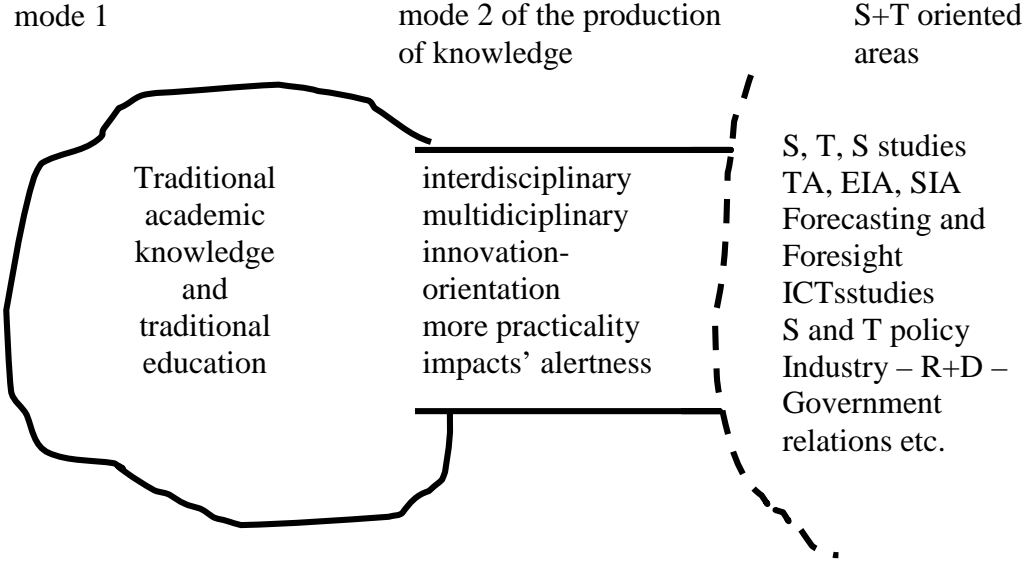 mode 1
mode 2 of the production
of knowledge
S+T oriented
areas
Traditional
academic
knowledge
and
traditional
education
interdisciplinary
multidiciplinary
innovation-
orientation
more practicality
impacts’ alertness
S, T, S studies
TA, EIA, SIA
Forecasting and
Foresight
ICTsstudies
S and T policy
Industry – R+D –
Government
relations etc.